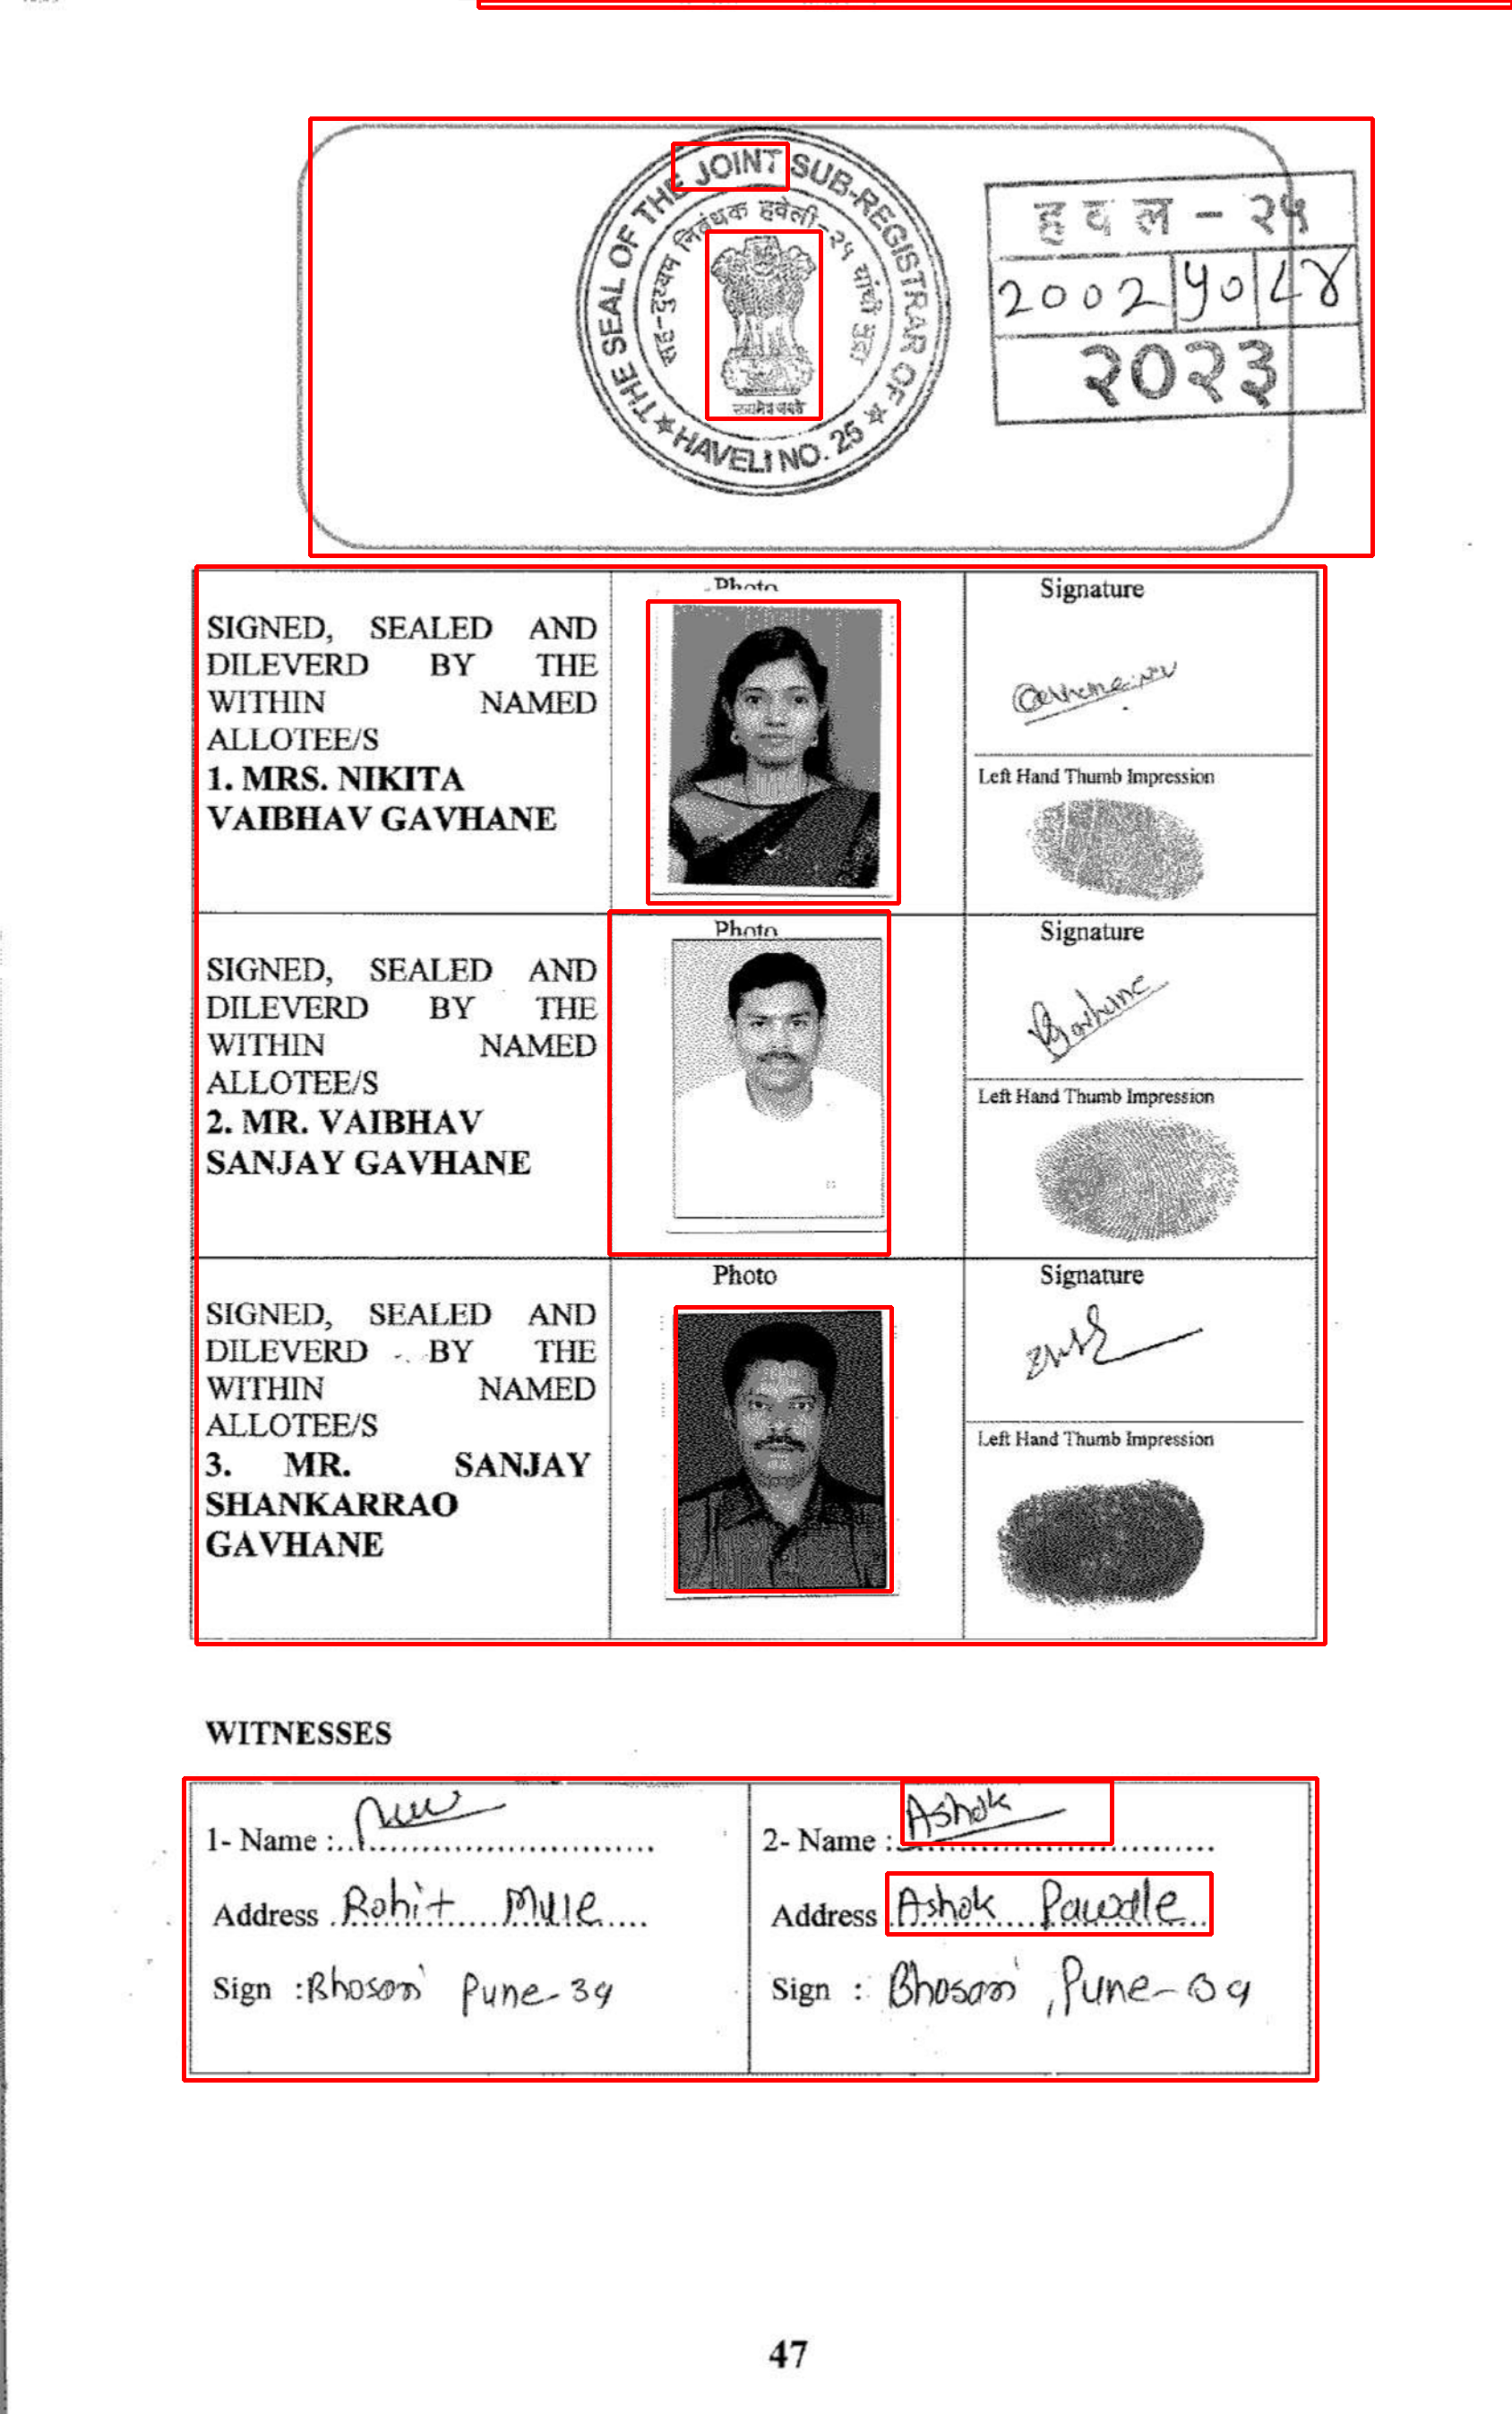 THE SEAL OF THE JOINT SUB-REGISTRAR OF
HAVELI NO. 25
सह-दुय्यम निबंधक हवेली-२५ यांची मुद्रा
सत्यमेव जयते
हवल - २५
2002 40 L8
२०२३
Photo
Signature
SIGNED, SEALED AND
DILEVERD BY THE
WITHIN NAMED
ALLOTEE/S
1. MRS. NIKITA
VAIBHAV GAVHANE
Left Hand Thumb Impression
Photo
Signature
SIGNED, SEALED AND
DILEVERD BY THE
WITHIN NAMED
ALLOTEE/S
2. MR. VAIBHAV
SANJAY GAVHANE
Gavhane
Left Hand Thumb Impression
Photo
Signature
SIGNED, SEALED AND
DILEVERD BY THE
WITHIN NAMED
ALLOTEE/S
3. MR. SANJAY
SHANKARRAO
GAVHANE
Left Hand Thumb Impression
WITNESSES
1- Name :
Address Rohit Mule
Sign : Bhosari Pune-39
2- Name : Ashok
Address Ashok Pawale
Sign : Bhosari, Pune-39
47